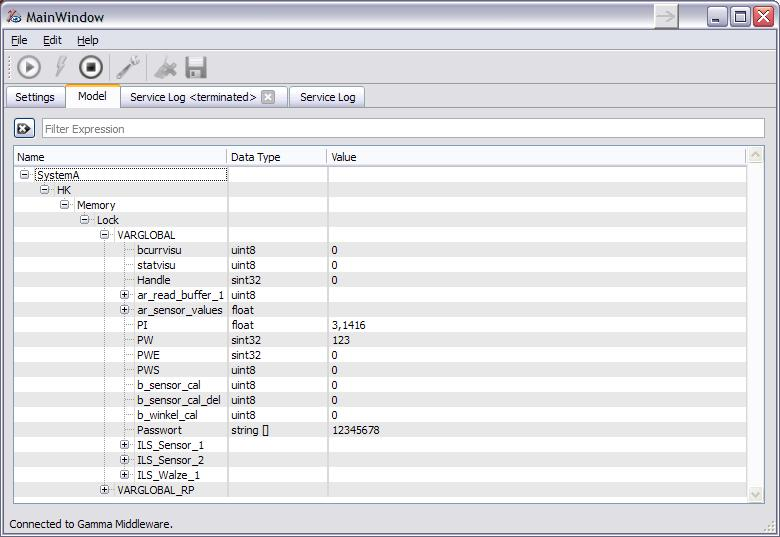 MainWindow
File Edit Help
Settings Model Service Log <terminated> Service Log
Filter Expression
Name Data Type Value
SystemA
HK
Memory
Lock
VARGLOBAL
bcurrvisu uint8 0
statvisu uint8 0
Handle sint32 0
ar_read_buffer_1 uint8
ar_sensor_values float
PI float 3,1416
PW sint32 123
PWE sint32 0
PWS uint8 0
b_sensor_cal uint8 0
b_sensor_cal_del uint8 0
b_winkel_cal uint8 0
Passwort string [] 12345678
ILS_Sensor_1
ILS_Sensor_2
ILS_Walze_1
VARGLOBAL_RP
Connected to Gamma Middleware.